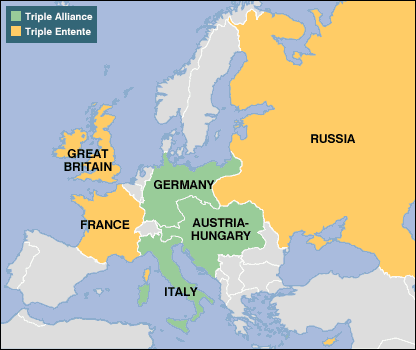 Triple Alliance
Triple Entente
RUSSIA
GREAT
BRITAIN
GERMANY
FRANCE
AUSTRIA-
HUNGARY
ITALY